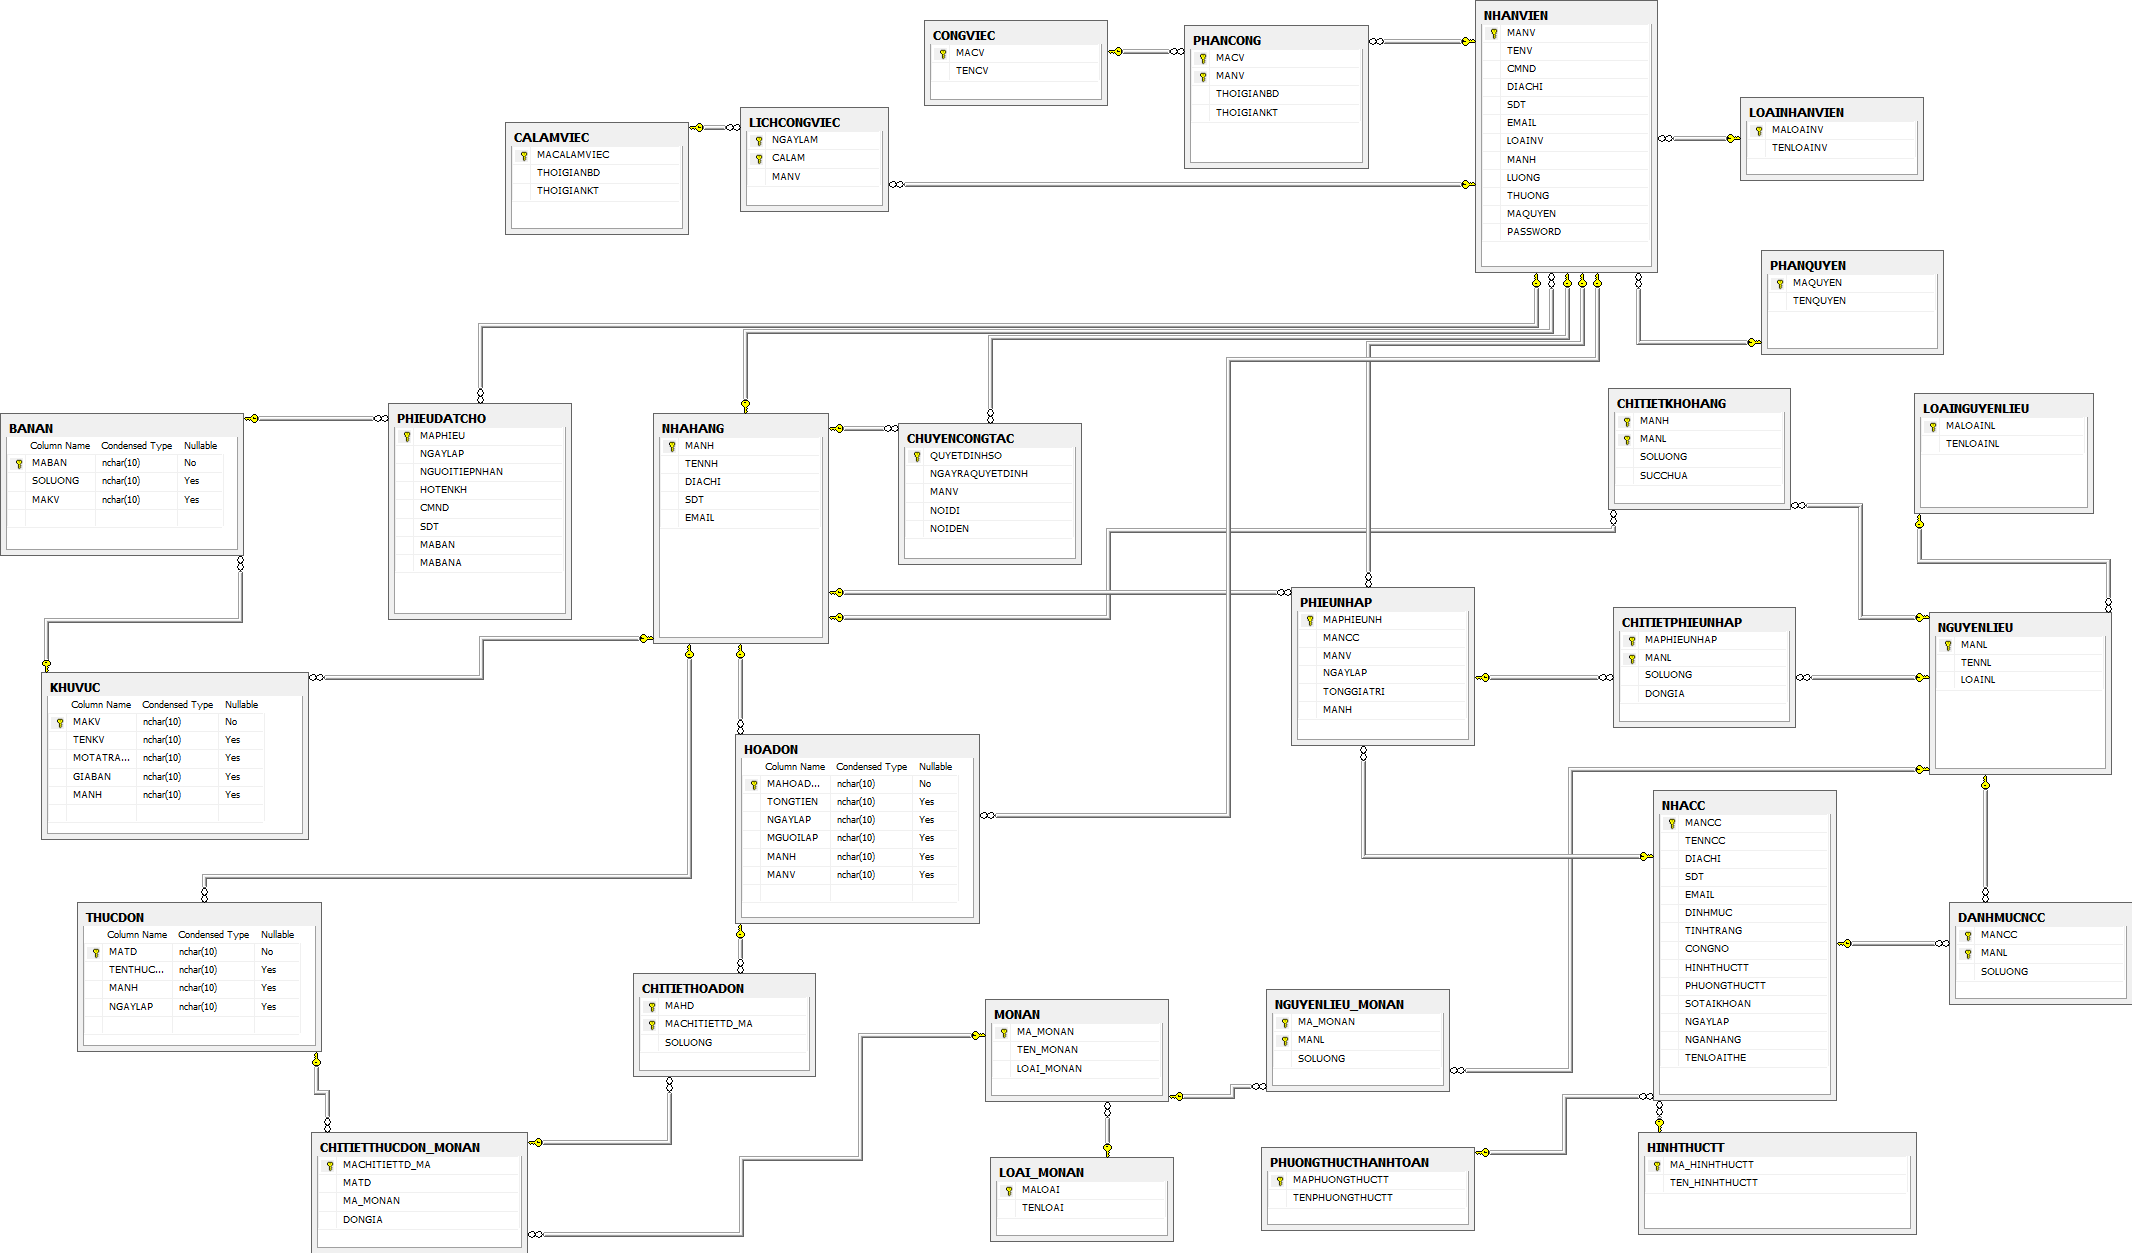 NHANVIEN
MANV
TENV
CMND
DIACHI
SDT
EMAIL
LOAINV
MANH
LUONG
THUONG
MAQUYEN
PASSWORD
CONGVIEC
MACV
TENCV
PHANCONG
MACV
MANV
THOIGIANBD
THOIGIANKT
LOAINHANVIEN
MALOAINV
TENLOAINV
LICHCONGVIEC
NGAYLAM
CALAM
MANV
CALAMVIEC
MACALAMVIEC
THOIGIANBD
THOIGIANKT
PHANQUYEN
MAQUYEN
TENQUYEN
BANAN
Column Name Condensed Type Nullable
MABAN nchar(10) No
SOLUONG nchar(10) Yes
MAKV nchar(10) Yes
PHIEUDATCHO
MAPHIEU
NGAYLAP
NGUOITIEPNHAN
HOTENKH
CMND
SDT
MABAN
MABANA
NHAHANG
MANH
TENNH
DIACHI
SDT
EMAIL
CHUYENCONGTAC
QUYETDINHSO
NGAYRAQUYETDINH
MANV
NOIDI
NOIDEN
CHITIETKHOHANG
MANH
MANL
SOLUONG
SUCCHUA
LOAINGUYENLIEU
MALOAINL
TENLOAINL
PHIEUNHAP
MAPHIEUNH
MANCC
MANV
NGAYLAP
TONGGIATRI
MANH
CHITIETPHIEUNHAP
MAPHIEUNHAP
MANL
SOLUONG
DONGIA
NGUYENLIEU
MANL
TENNL
LOAINL
KHUVUC
Column Name Condensed Type Nullable
MAKV nchar(10) No
TENKV nchar(10) Yes
MOTATRA... nchar(10) Yes
GIABAN nchar(10) Yes
MANH nchar(10) Yes
HOADON
Column Name Condensed Type Nullable
MAHOAD... nchar(10) No
TONGTIEN nchar(10) Yes
NGAYLAP nchar(10) Yes
MGUOILAP nchar(10) Yes
MANH nchar(10) Yes
MANV nchar(10) Yes
NHACC
MANCC
TENNCC
DIACHI
SDT
EMAIL
DINHMUC
TINHTRANG
CONGNO
HINHTHUCTT
PHUONGTHUCTT
SOTAIKHOAN
NGAYLAP
NGANHANG
TENLOAITHE
THUCDON
Column Name Condensed Type Nullable
MATD nchar(10) No
TENTHUC... nchar(10) Yes
MANH nchar(10) Yes
NGAYLAP nchar(10) Yes
DANHMUCNCC
MANCC
MANL
SOLUONG
CHITIETHOADON
MAHD
MACHITIETTD_MA
SOLUONG
MONAN
MA_MONAN
TEN_MONAN
LOAI_MONAN
NGUYENLIEU_MONAN
MA_MONAN
MANL
SOLUONG
CHITIETTHUCDON_MONAN
MACHITIETTD_MA
MATD
MA_MONAN
DONGIA
LOAI_MONAN
MALOAI
TENLOAI
PHUONGTHUCTHANHTOAN
MAPHUONGTHUCTT
TENPHUONGTHUCTT
HINHTHUCTT
MA_HINHTHUCTT
TEN_HINHTHUCTT